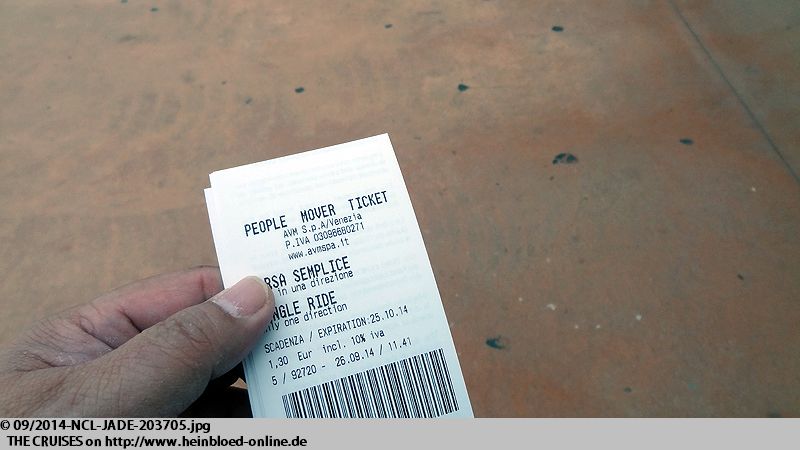 PEOPLE MOVER TICKET
AVM S.p.A/Venezia
P.IVA 03096680271
www.avmspa.it
RSA SEMPLICE
in una direzione
NGLE RIDE
one direction
SCADENZA / EXPIRATION:25.10.14
1,30 Eur incl. 10% iva
5 / 92720 - 26.09.14 / 11.41
© 09/2014-NCL-JADE-203705.jpg
THE CRUISES on http://www.heinbloed-online.de